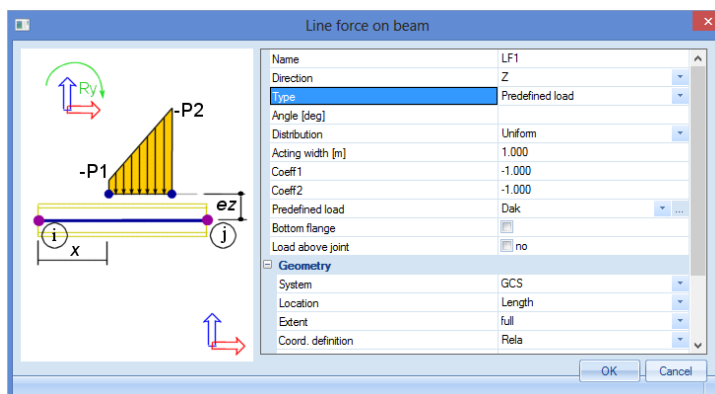 Line force on beam
Ry
-P2
-P1
ez
i
j
x
Name LF1
Direction Z
Type Predefined load
Angle [deg]
Distribution Uniform
Acting width [m] 1.000
Coeff1 -1.000
Coeff2 -1.000
Predefined load Dak ...
Bottom flange
Load above joint no
Geometry
System GCS
Location Length
Extent full
Coord. definition Rela
OK Cancel